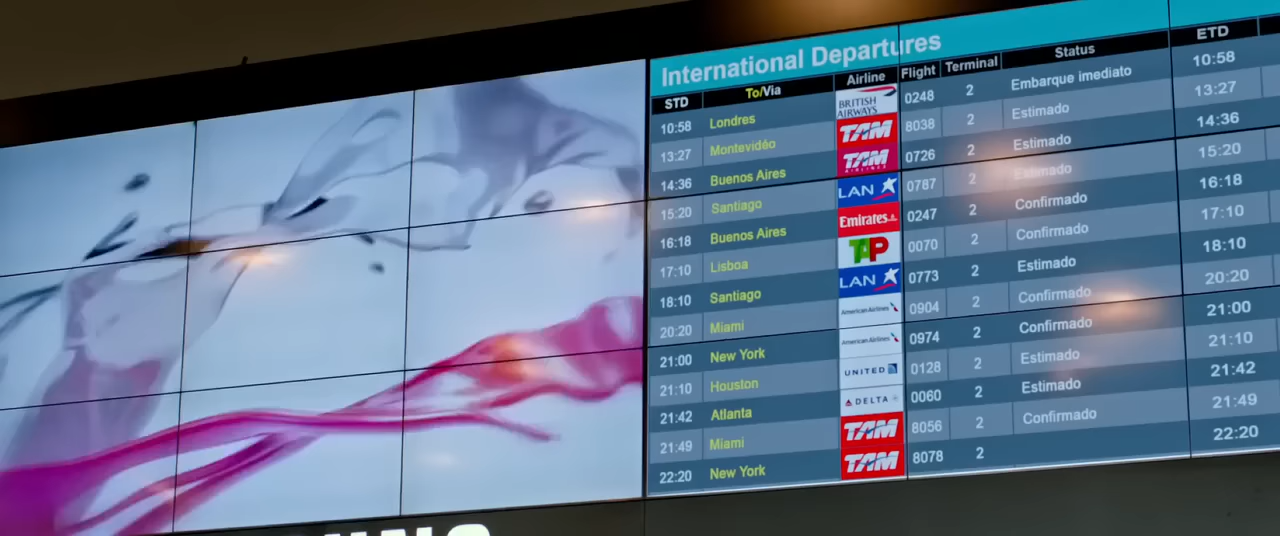 International Departures
STD To/Via Airline Flight Terminal Status ETD
10:58 Londres BRITISH AIRWAYS 0248 2 Embarque imediato 10:58
13:27 Montevidéo TAM 8038 2 Estimado 13:27
14:36 Buenos Aires TAM AIRLINES 0726 2 Estimado 14:36
15:20 Santiago LAN 0787 2 Estimado 15:20
16:18 Buenos Aires Emirates 0247 2 Confirmado 16:18
17:10 Lisboa TAP 0070 2 Confirmado 17:10
18:10 Santiago LAN 0773 2 Estimado 18:10
20:20 Miami American Airlines 0904 2 Confirmado 20:20
21:00 New York American Airlines 0974 2 Confirmado 21:00
21:10 Houston UNITED 0128 2 Estimado 21:10
21:42 Atlanta DELTA 0060 2 Estimado 21:42
21:49 Miami TAM 8056 2 Confirmado 21:49
22:20 New York TAM 8078 2 22:20